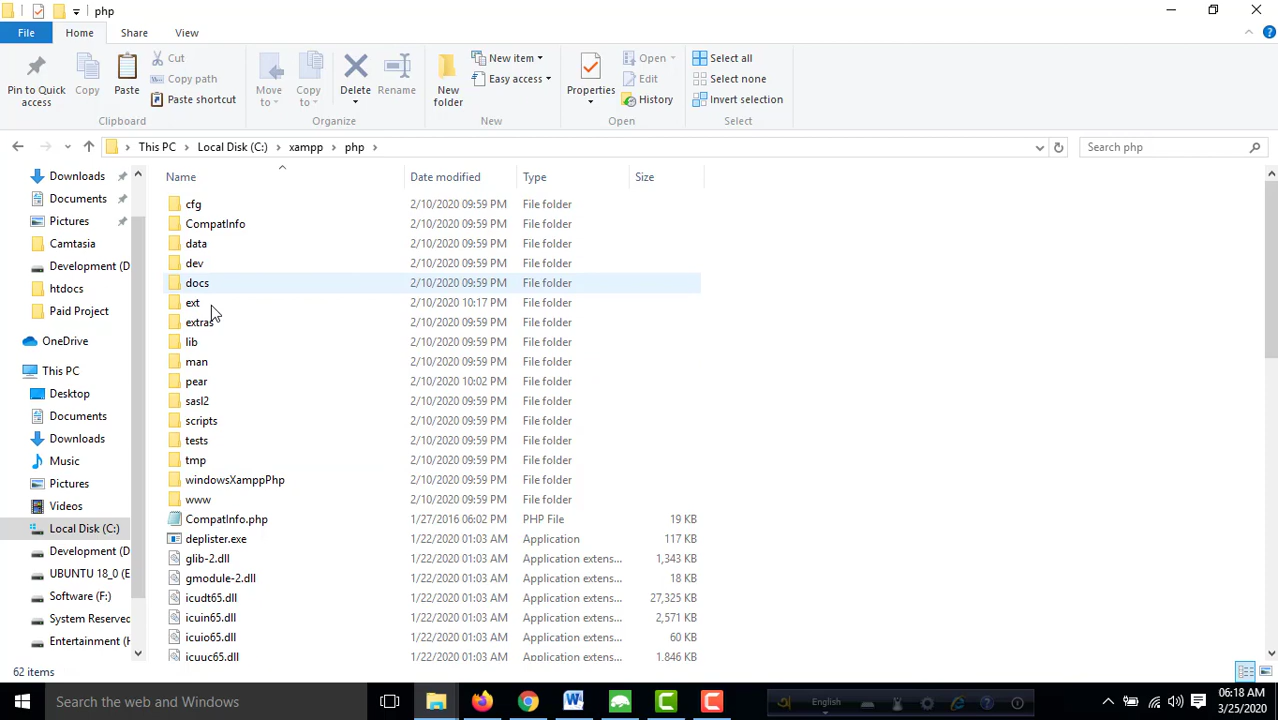 php
File Home Share View
Pin to Quick access
Copy
Paste
Cut
Copy path
Paste shortcut
Clipboard
Move to
Copy to
Delete
Rename
Organize
New folder
New item
Easy access
New
Properties
Open
Edit
History
Open
Select all
Select none
Invert selection
Select
This PC > Local Disk (C:) > xampp > php >
Search php
Downloads
Documents
Pictures
Camtasia
Development (D
htdocs
Paid Project
OneDrive
This PC
Desktop
Documents
Downloads
Music
Pictures
Videos
Local Disk (C:)
Development (D
UBUNTU 18_0 (E
Software (F:)
System Reserved
Entertainment (H
Name Date modified Type Size
cfg 2/10/2020 09:59 PM File folder
CompatInfo 2/10/2020 09:59 PM File folder
data 2/10/2020 09:59 PM File folder
dev 2/10/2020 09:59 PM File folder
docs 2/10/2020 09:59 PM File folder
ext 2/10/2020 10:17 PM File folder
extras 2/10/2020 09:59 PM File folder
lib 2/10/2020 09:59 PM File folder
man 2/10/2020 09:59 PM File folder
pear 2/10/2020 10:02 PM File folder
sasl2 2/10/2020 09:59 PM File folder
scripts 2/10/2020 09:59 PM File folder
tests 2/10/2020 09:59 PM File folder
tmp 2/10/2020 09:59 PM File folder
windowsXamppPhp 2/10/2020 09:59 PM File folder
www 2/10/2020 09:59 PM File folder
CompatInfo.php 1/27/2016 06:02 PM PHP File 19 KB
deplister.exe 1/22/2020 01:03 AM Application 117 KB
glib-2.dll 1/22/2020 01:03 AM Application extens... 1,343 KB
gmodule-2.dll 1/22/2020 01:03 AM Application extens... 18 KB
icudt65.dll 1/22/2020 01:03 AM Application extens... 27,325 KB
icuin65.dll 1/22/2020 01:03 AM Application extens... 2,571 KB
icuio65.dll 1/22/2020 01:03 AM Application extens... 60 KB
icuuc65.dll 1/22/2020 01:03 AM Application extens... 1,846 KB
62 items
Search the web and Windows
English
06:18 AM
3/25/2020